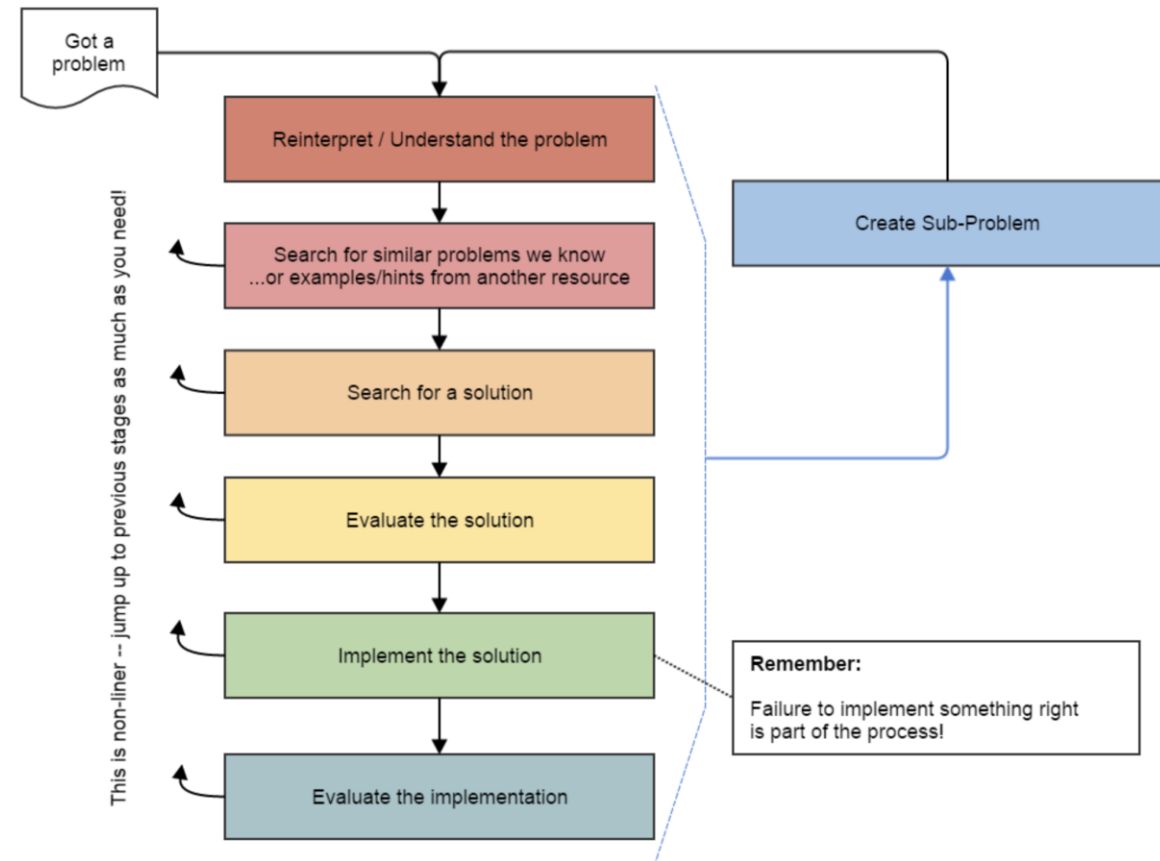 Got a
problem
Reinterpret / Understand the problem
Search for similar problems we know
...or examples/hints from another resource
Search for a solution
Evaluate the solution
Implement the solution
Evaluate the implementation
This is non-liner -- jump up to previous stages as much as you need!
Create Sub-Problem
Remember:
Failure to implement something right
is part of the process!